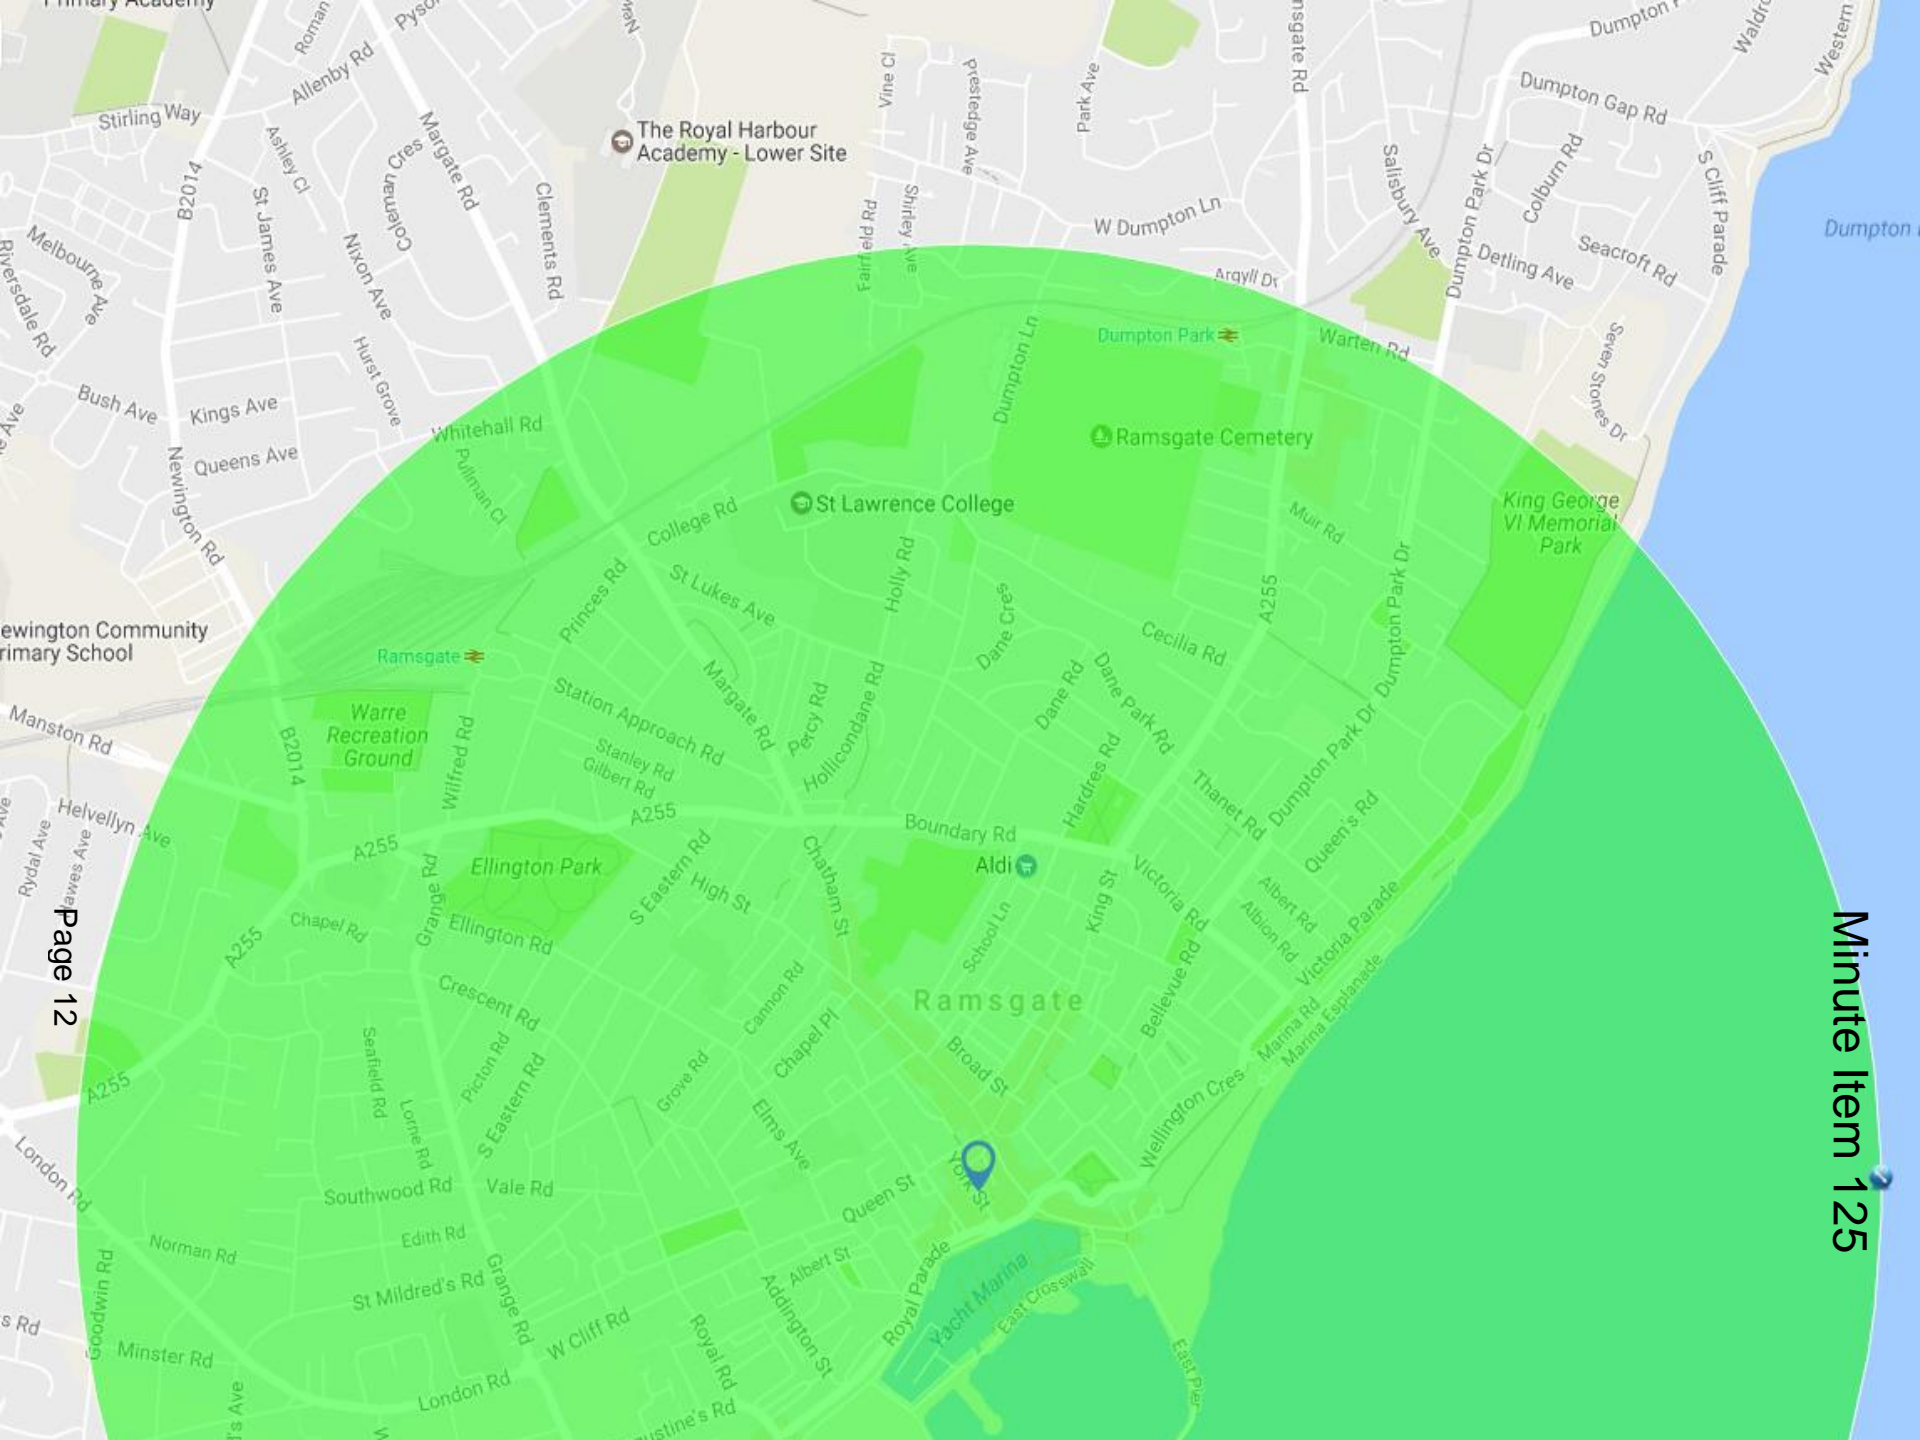 Primary Academy
Roman
Allenby Rd
Stirling Way
Ashley Cl
Coleman Cres
Margate Rd
B2014
St James Ave
Nixon Ave
Clements Rd
The Royal Harbour
Academy - Lower Site
Vine Cl
Prestedge Ave
Park Ave
Fairfield Rd
Shirley Ave
W Dumpton Ln
Argyll Dr
Salisbury Ave
Dumpton Park Dr
Dumpton Gap Rd
Western
Colburn Rd
Detling Ave
Seacroft Rd
S Cliff Parade
Dumpton
Melbourne Ave
Riversdale Rd
Hurst Grove
Bush Ave
Kings Ave
Queens Ave
Whitehall Rd
Pullman Cl
Newington Rd
Dumpton Ln
Dumpton Park
Warten Rd
Seven Stones Dr
Ramsgate Cemetery
St Lawrence College
College Rd
Muir Rd
King George
VI Memorial
Park
Princes Rd
St Lukes Ave
Holly Rd
Dane Cres
A255
Dumpton Park Dr
Cecilia Rd
ewington Community
rimary School
Ramsgate
Manston Rd
B2014
Warre
Recreation
Ground
Wilfred Rd
Station Approach Rd
Stanley Rd
Gilbert Rd
Margate Rd
Percy Rd
Hollicondane Rd
Dane Rd
Dane Park Rd
Hardres Rd
Thanet Rd
Dumpton Park Dr
Queen's Rd
Helvellyn Ave
Rydal Ave
Hawes Ave
A255
A255
Boundary Rd
Aldi
Ellington Park
Grange Rd
S Eastern Rd
High St
Chatham St
School Ln
King St
Victoria Rd
Albert Rd
Albion Rd
Victoria Parade
Chapel Rd
A255
Ellington Rd
Crescent Rd
Cannon Rd
Chapel Pl
Ramsgate
Bellevue Rd
Marina Rd
Marina Esplanade
Page 12
Minute Item 125
Seafield Rd
Picton Rd
S Eastern Rd
Grove Rd
Broad St
A255
Lorne Rd
Elms Ave
Wellington Cres
London Rd
Southwood Rd
Vale Rd
Queen St
York St
Norman Rd
Edith Rd
Goodwin Rd
St Mildred's Rd
Grange Rd
Albert St
Addington St
Royal Parade
Yacht Marina
East Crosswall
s Rd
Minster Rd
W Cliff Rd
Royal Rd
East Pier
London Rd
ustine's Rd